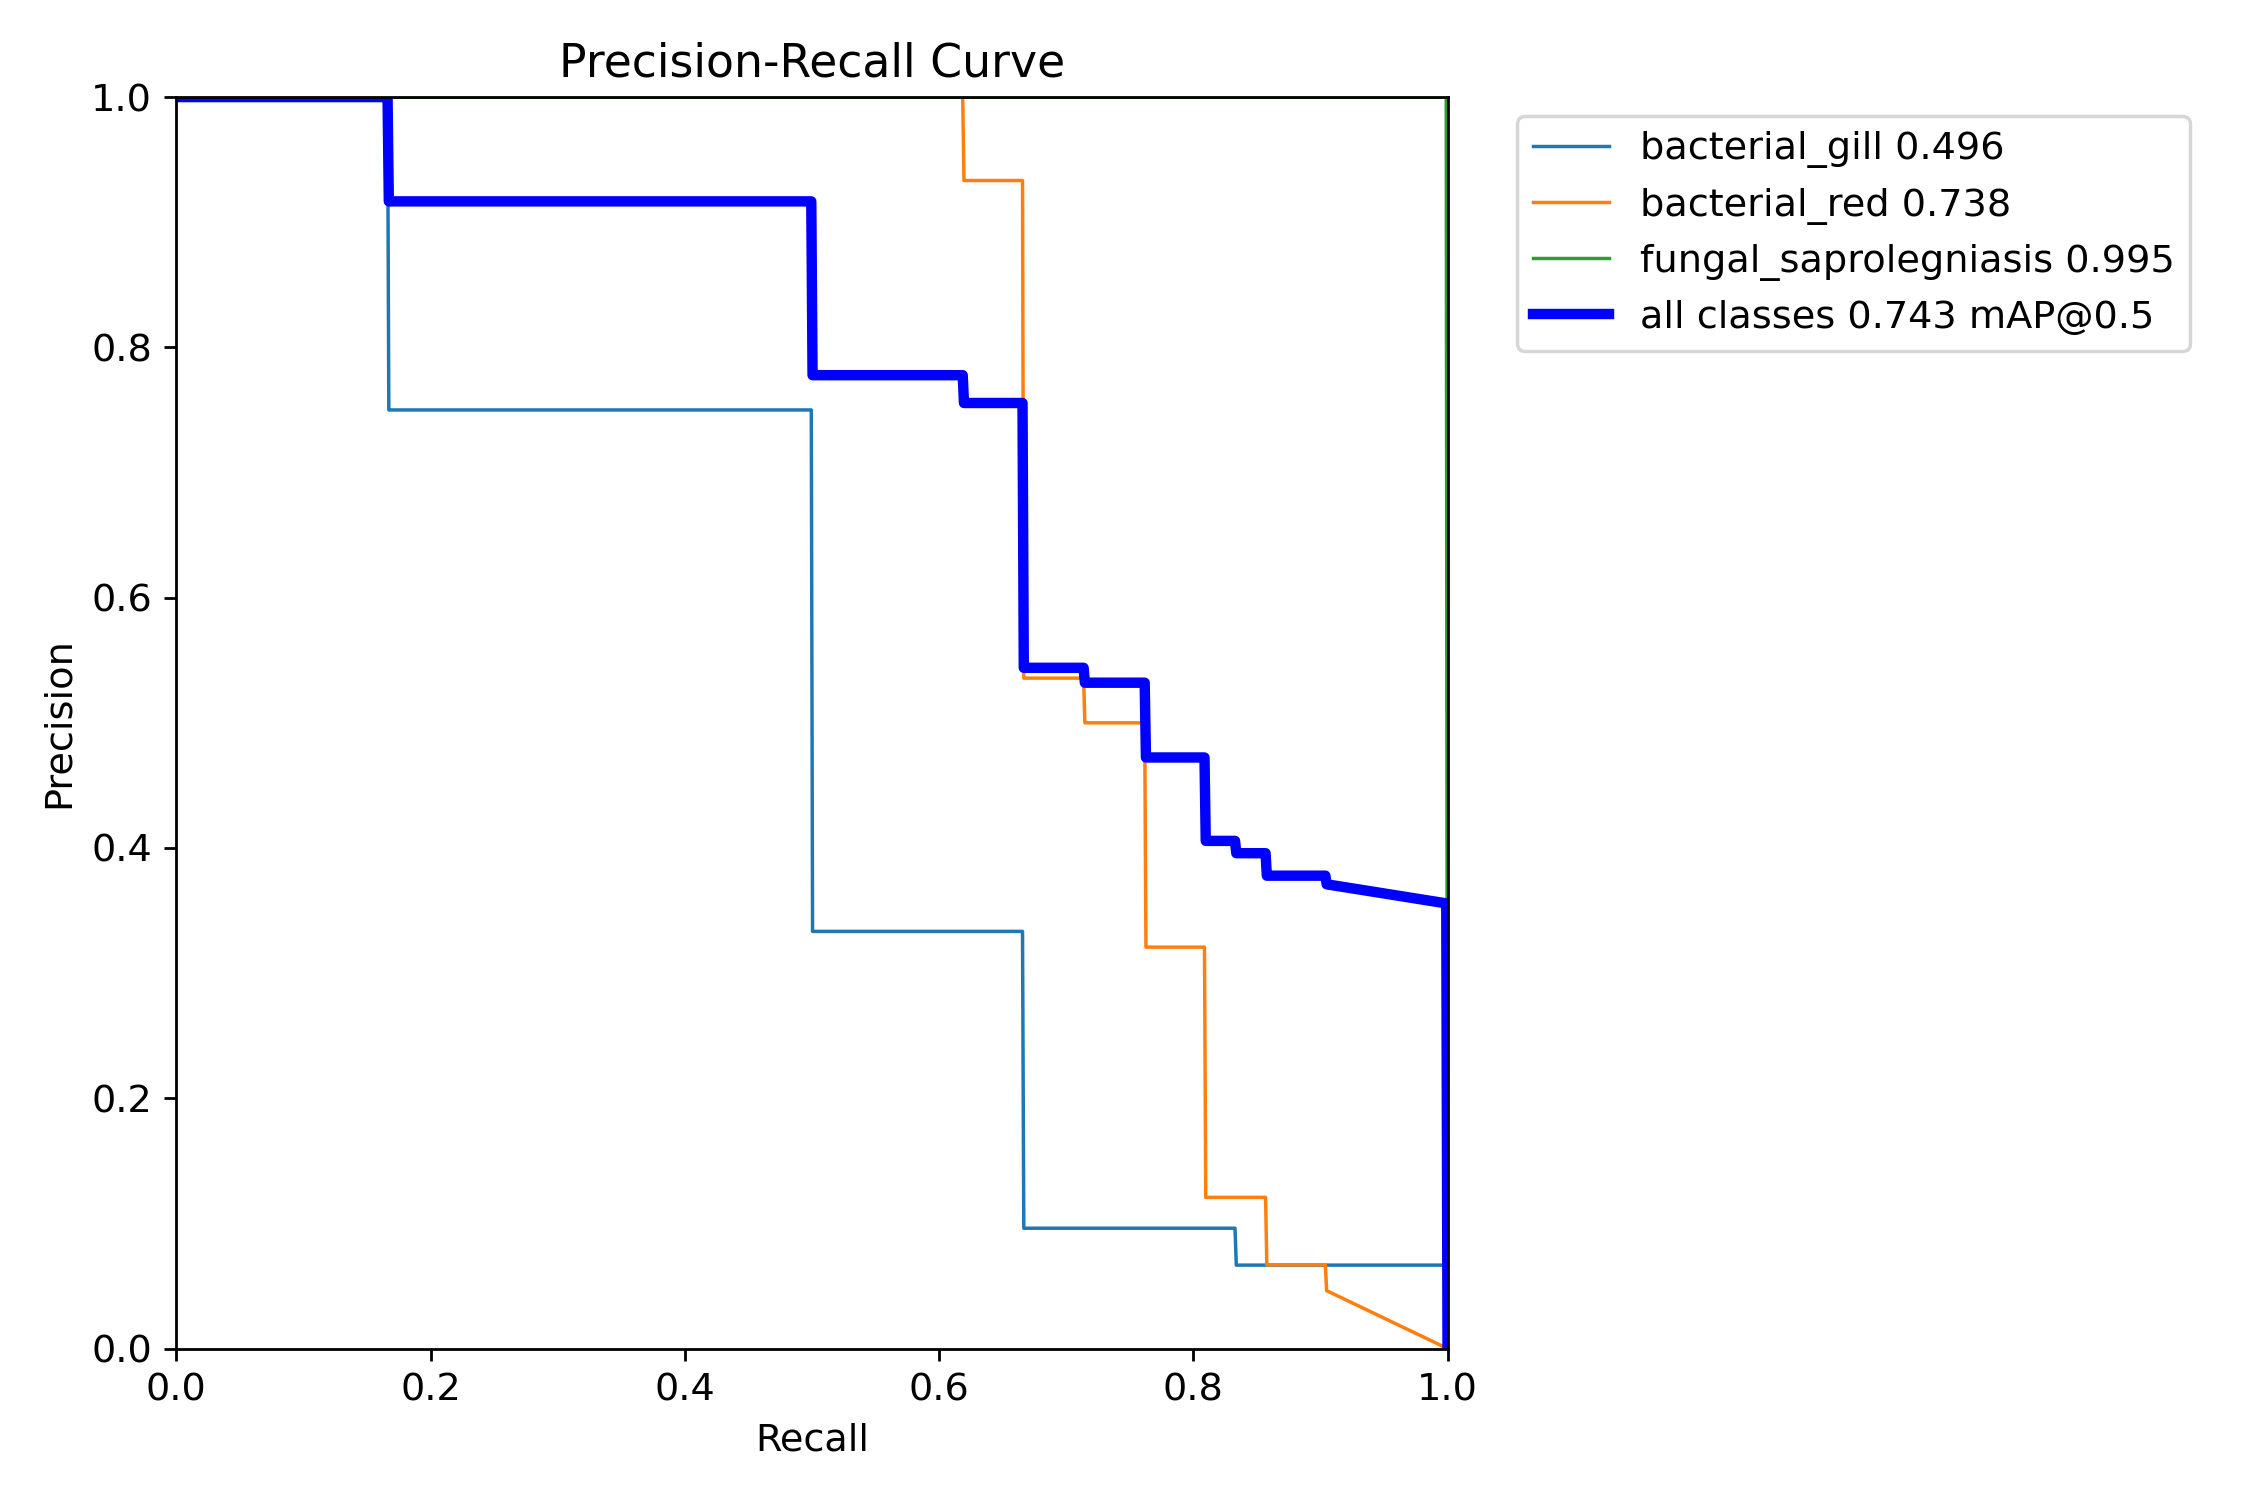 Precision-Recall Curve
1.0
0.8
0.6
0.4
0.2
0.0
Precision
0.0 0.2 0.4 0.6 0.8 1.0
Recall
bacterial_gill 0.496
bacterial_red 0.738
fungal_saprolegniasis 0.995
all classes 0.743 mAP@0.5